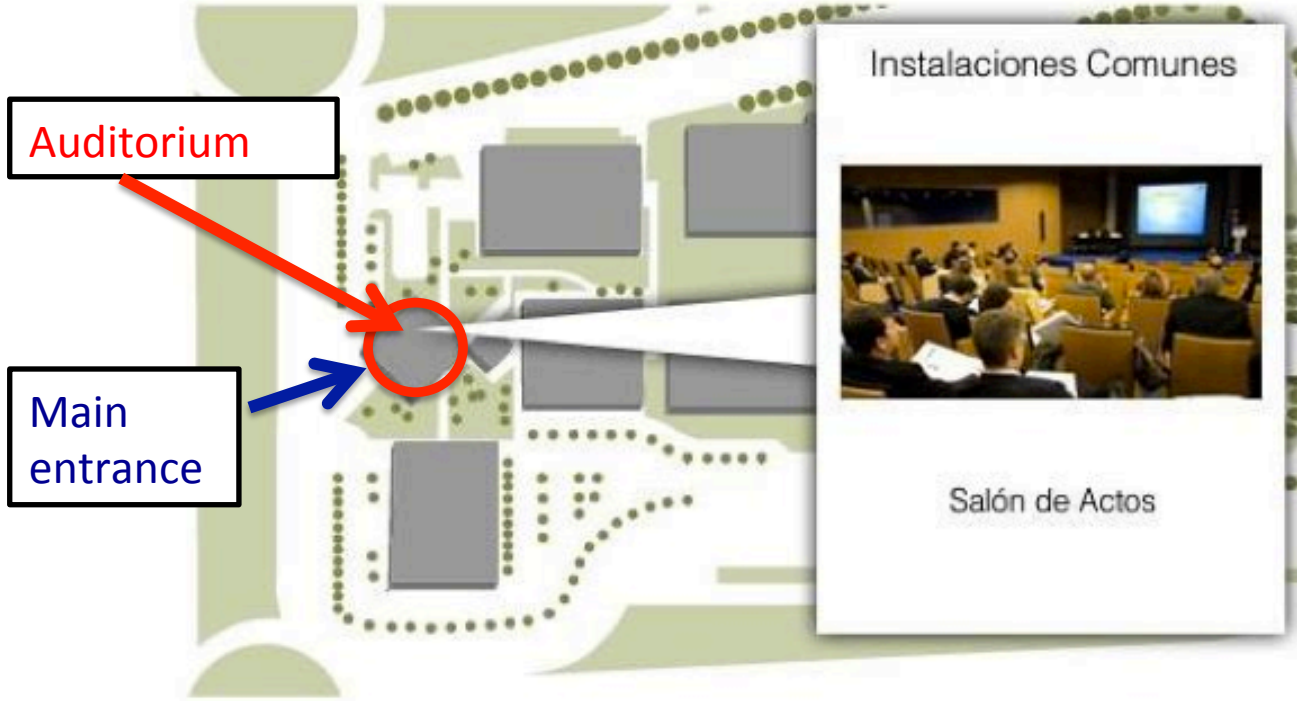 Auditorium
Main
entrance
Instalaciones Comunes
Salón de Actos